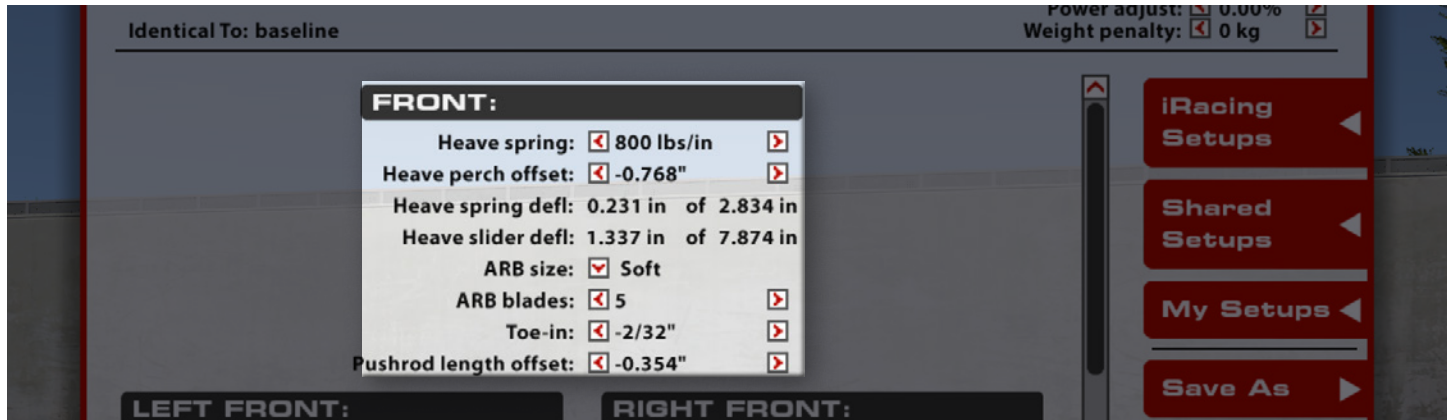 Power adjust: 0.00%
Identical To: baseline
Weight penalty: 0 kg
FRONT:
Heave spring: 800 lbs/in
Heave perch offset: -0.768"
Heave spring defl: 0.231 in of 2.834 in
Heave slider defl: 1.337 in of 7.874 in
ARB size: Soft
ARB blades: 5
Toe-in: -2/32"
Pushrod length offset: -0.354"
iRacing
Setups
Shared
Setups
My Setups
Save As
LEFT FRONT:
RIGHT FRONT: